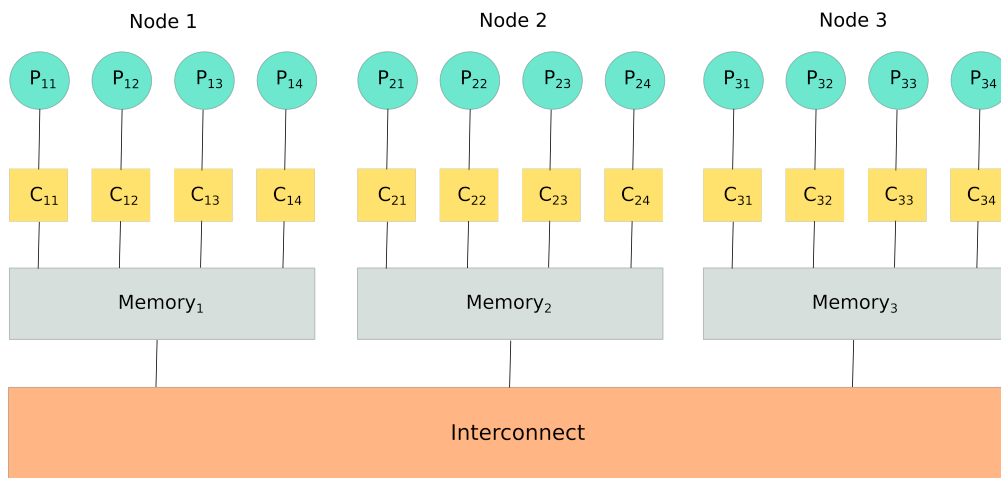 Node 1 Node 2 Node 3
P₁₁ P₁₂ P₁₃ P₁₄ P₂₁ P₂₂ P₂₃ P₂₄ P₃₁ P₃₂ P₃₃ P₃₄
C₁₁ C₁₂ C₁₃ C₁₄ C₂₁ C₂₂ C₂₃ C₂₄ C₃₁ C₃₂ C₃₃ C₃₄
Memory₁ Memory₂ Memory₃
Interconnect